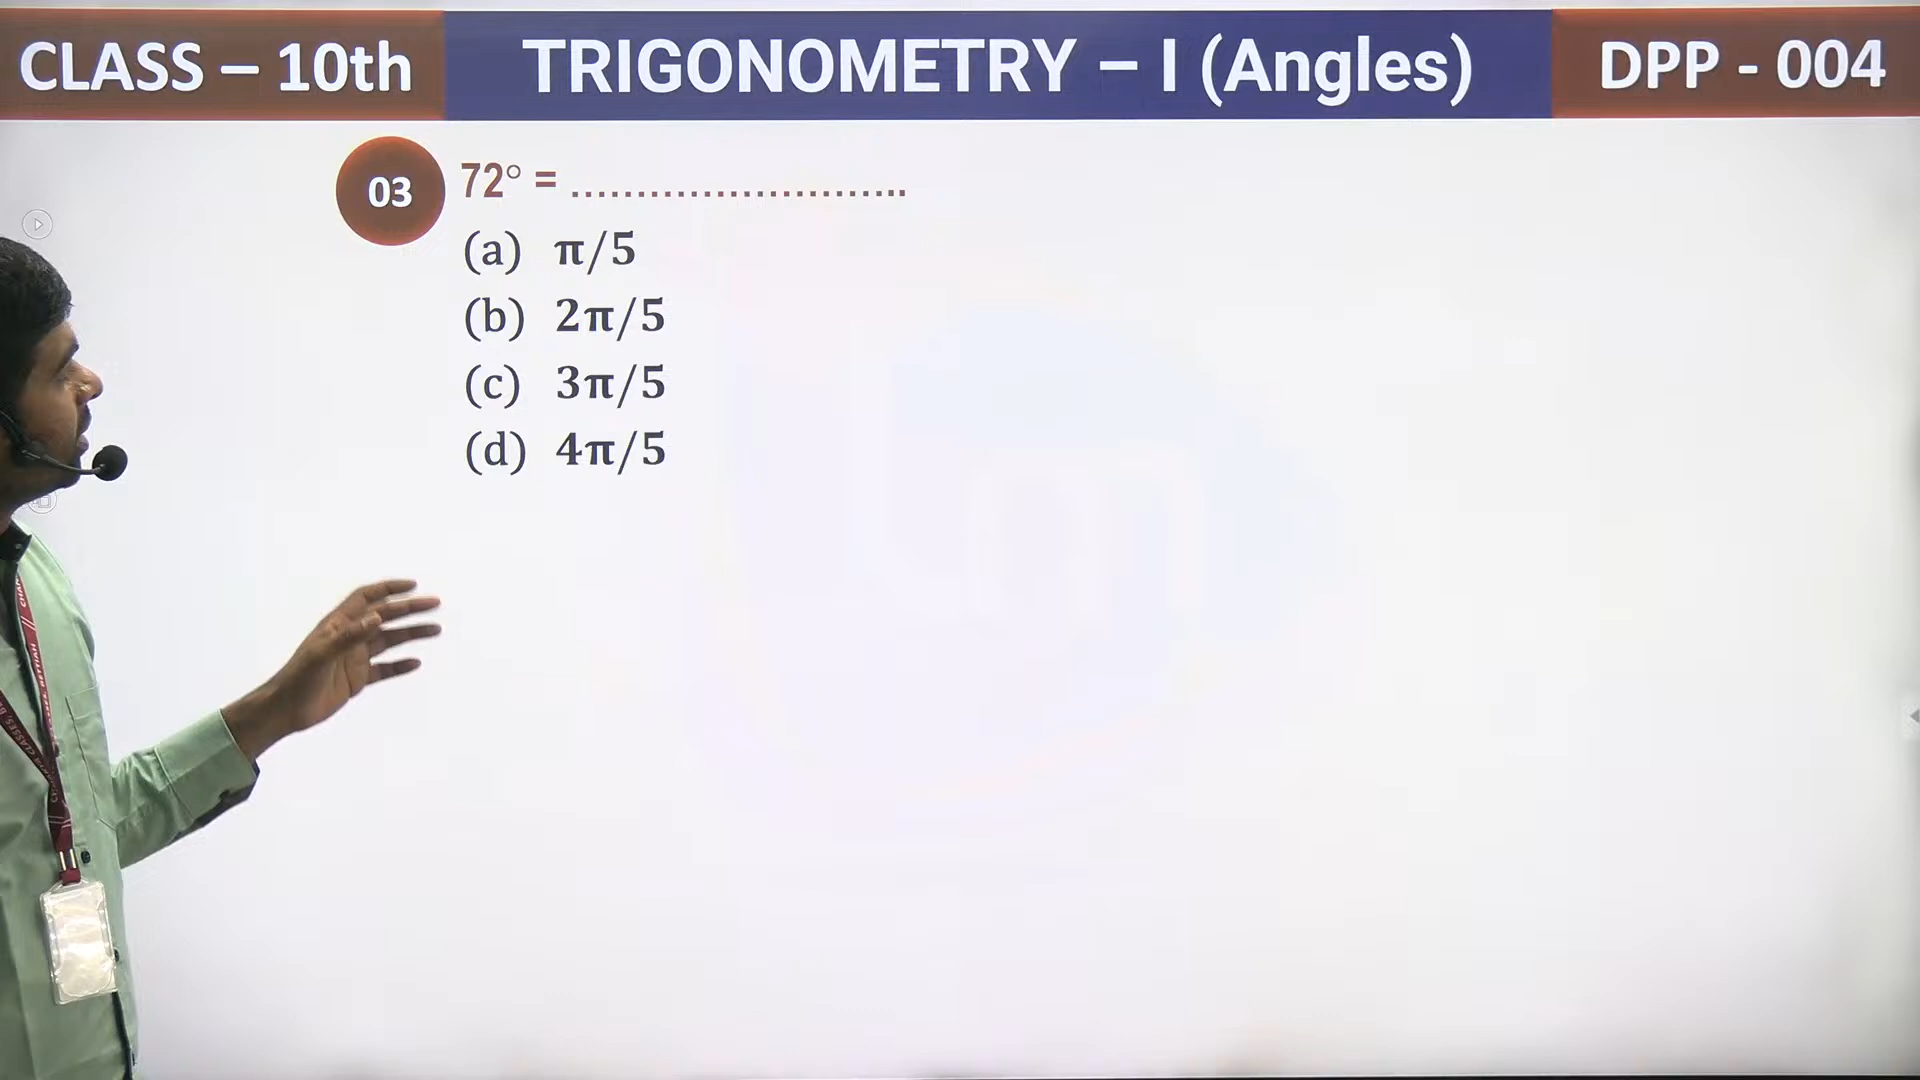 CLASS – 10th
TRIGONOMETRY – I (Angles)
DPP - 004
03
72° = ..........................
(a) π/5
(b) 2π/5
(c) 3π/5
(d) 4π/5